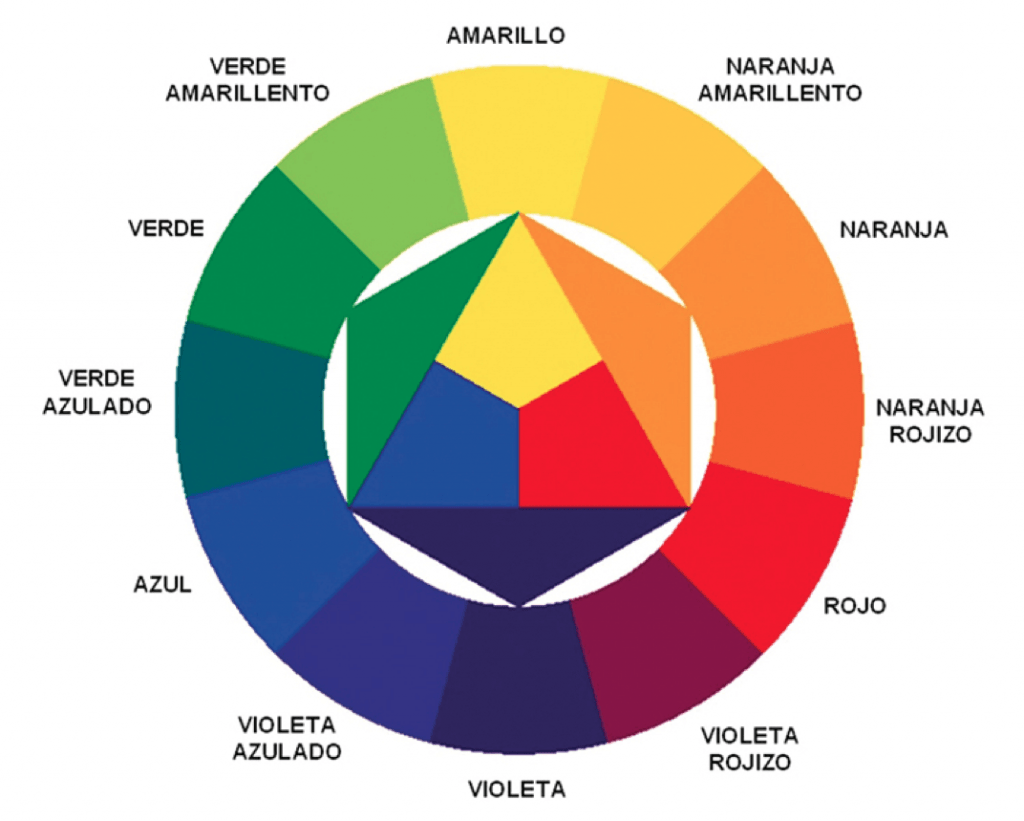 AMARILLO
NARANJA
AMARILLENTO
NARANJA
NARANJA
ROJIZO
ROJO
VIOLETA
ROJIZO
VIOLETA
VIOLETA
AZULADO
AZUL
VERDE
AZULADO
VERDE
VERDE
AMARILLENTO